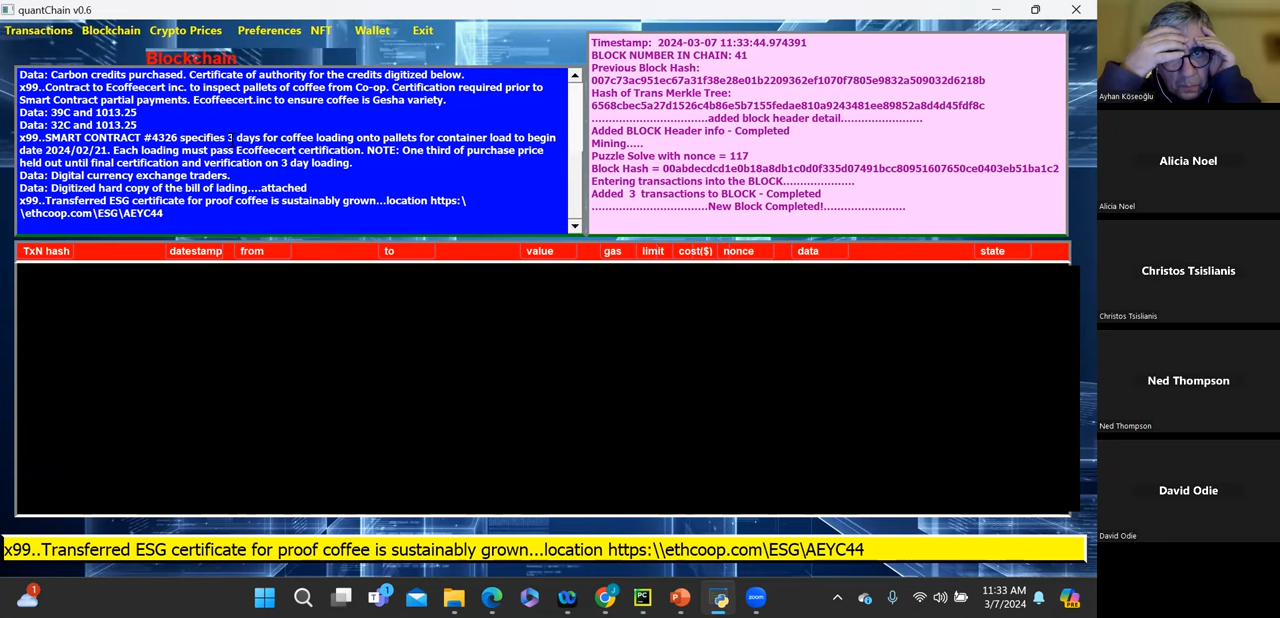 quantChain v0.6
Transactions Blockchain Crypto Prices Preferences NFT Wallet Exit
Blockchain
Data: Carbon credits purchased. Certificate of authority for the credits digitized below.
x99..Contract to Ecoffeecert inc. to inspect pallets of coffee from Co-op. Certification required prior to
Smart Contract partial payments. Ecoffeecert.inc to ensure coffee is Gesha variety.
Data: 39C and 1013.25
Data: 32C and 1013.25
x99..SMART CONTRACT #4326 specifies 3 days for coffee loading onto pallets for container load to begin
date 2024/02/21. Each loading must pass Ecoffeecert certification. NOTE: One third of purchase price
held out until final certification and verification on 3 day loading.
Data: Digital currency exchange traders.
Data: Digitized hard copy of the bill of lading....attached
x99..Transferred ESG certificate for proof coffee is sustainably grown...location https:\
\ethcoop.com\ESG\AEYC44
Timestamp: 2024-03-07 11:33:44.974391
BLOCK NUMBER IN CHAIN: 41
Previous Block Hash:
007c73ac951ec67a31f38e28e01b2209362ef1070f7805e9832a509032d6218b
Hash of Trans Merkle Tree:
6568cbec5a27d1526c4b86e5b7155fedae810a9243481ee89852a8d4d45fdf8c
................................added block header detail......................
Added BLOCK Header info - Completed
Mining.....
Puzzle Solve with nonce = 117
Block Hash = 00abdecdcd1e0b18a8db1c0d0f335d07491bcc80951607650ce0403eb51ba1c2
Entering transactions into the BLOCK....................
Added 3 transactions to BLOCK - Completed
................................New Block Completed!.......................
TxN hash datestamp from to value gas limit cost($) nonce data state
x99..Transferred ESG certificate for proof coffee is sustainably grown...location https:\\ethcoop.com\ESG\AEYC44
Ayhan Köseoğlu
Alicia Noel
Alicia Noel
Christos Tsislianis
Christos Tsislianis
Ned Thompson
Ned Thompson
David Odie
David Odie
1
1
PC
zoom
11:33 AM
3/7/2024
PRE